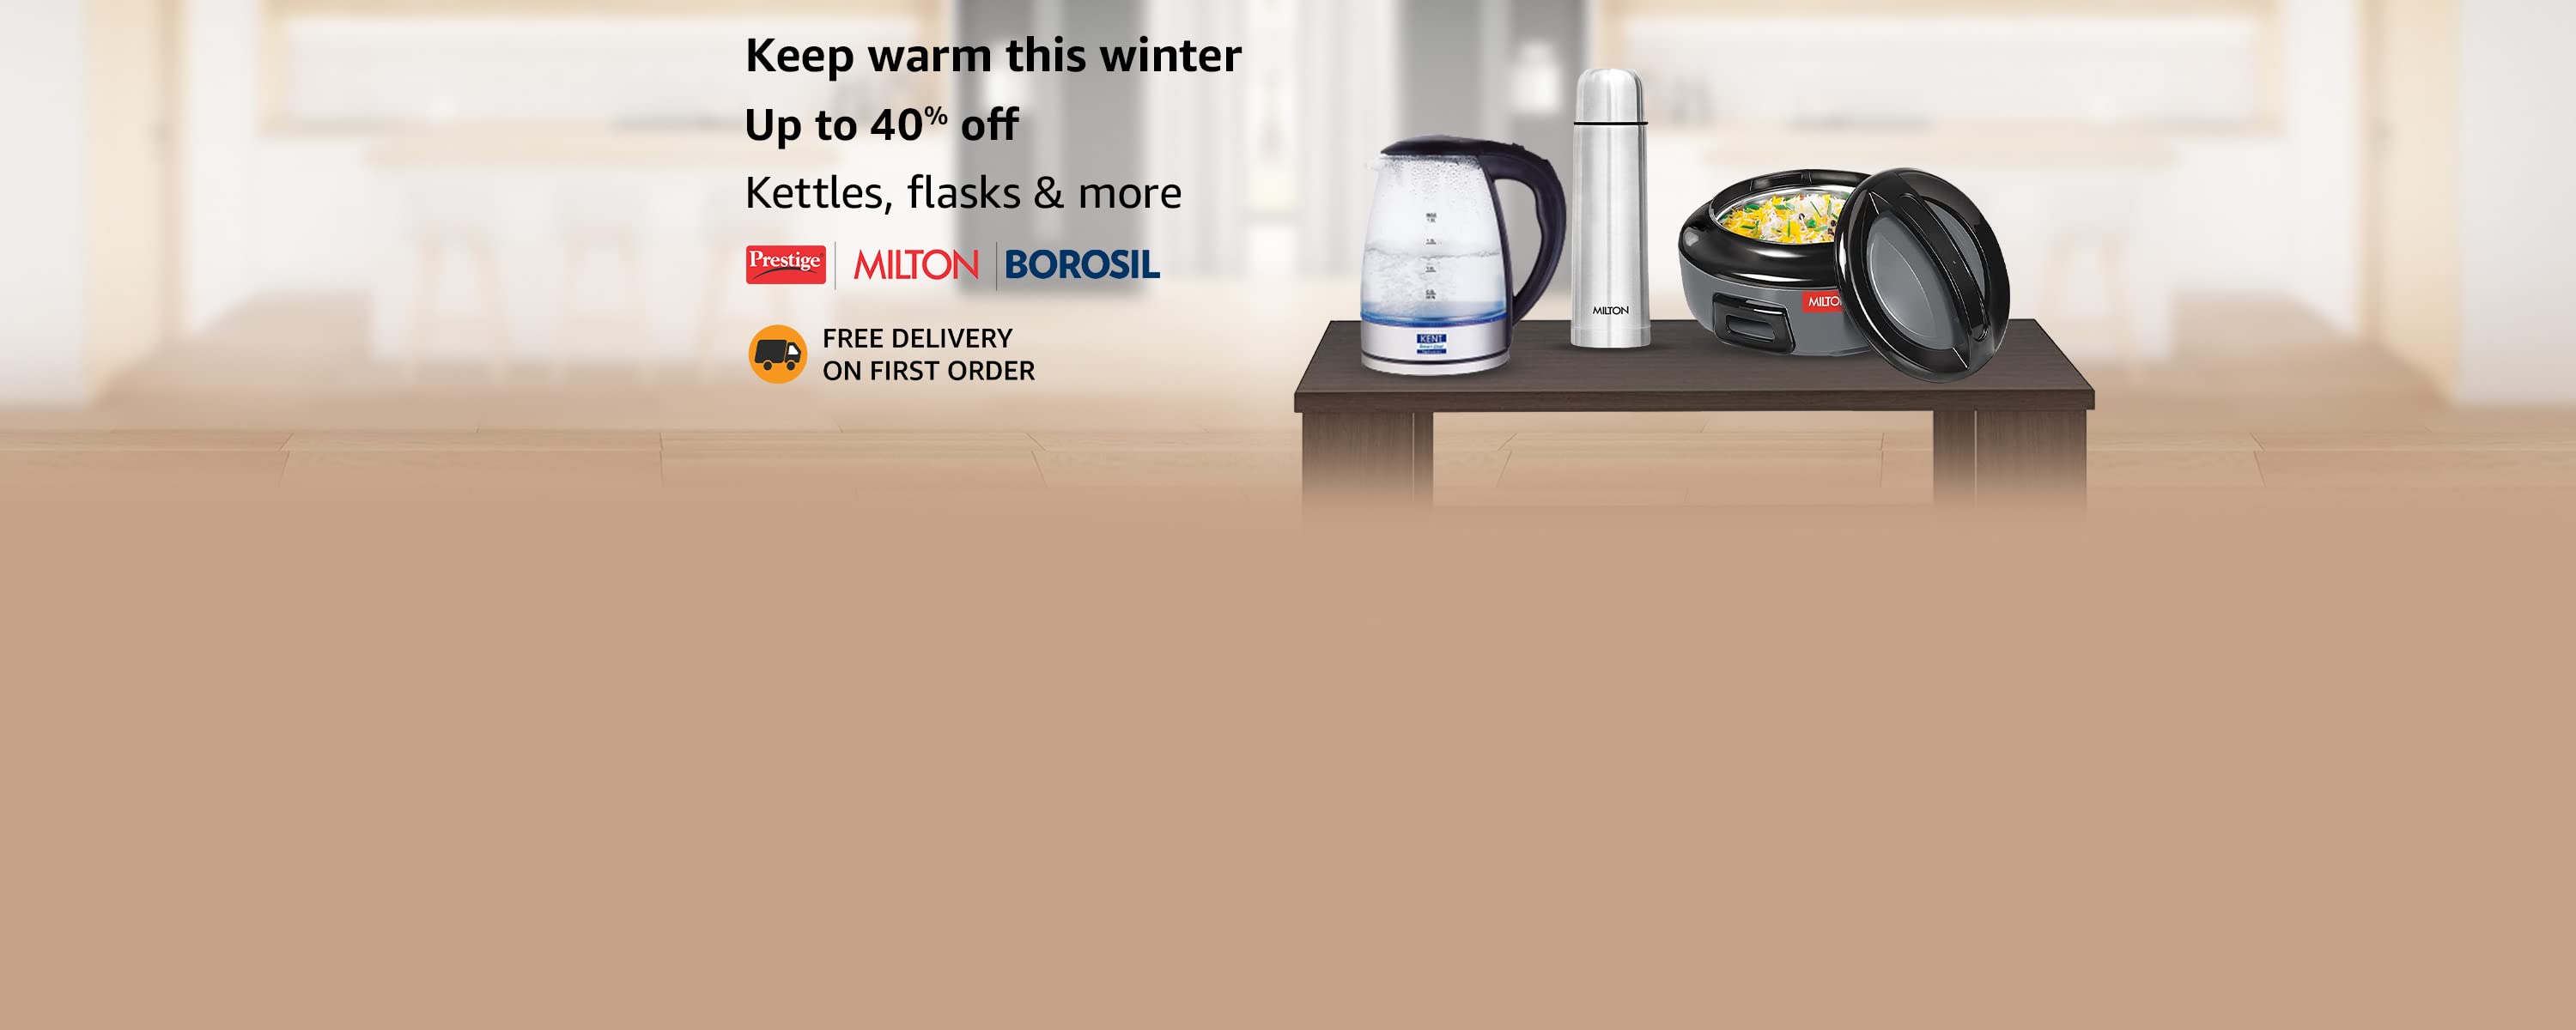 Keep warm this winter
Up to 40% off
Kettles, flasks & more
Prestige
MILTON
BOROSIL
FREE DELIVERY
ON FIRST ORDER
KENT
MILTON
MILTO